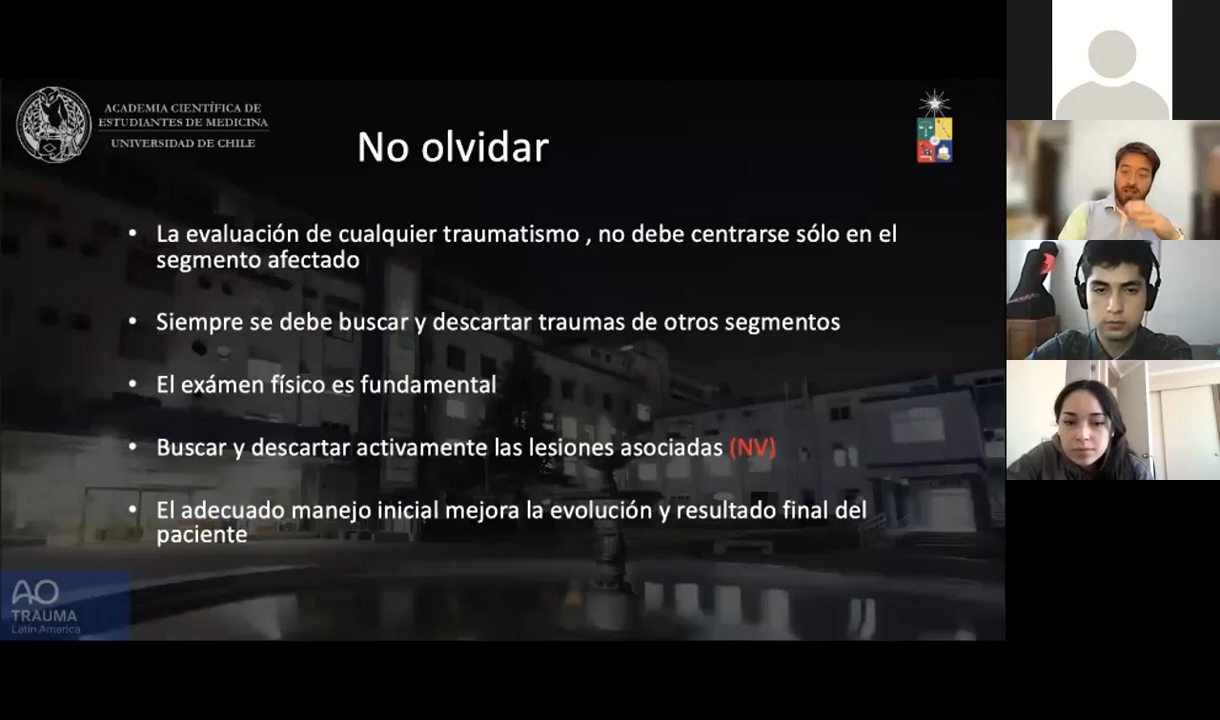 ACADEMIA CIENTÍFICA DE
ESTUDIANTES DE MEDICINA
UNIVERSIDAD DE CHILE
No olvidar
• La evaluación de cualquier traumatismo , no debe centrarse sólo en el
segmento afectado
• Siempre se debe buscar y descartar traumas de otros segmentos
• El exámen físico es fundamental
• Buscar y descartar activamente las lesiones asociadas (NV)
• El adecuado manejo inicial mejora la evolución y resultado final del
paciente
AO
TRAUMA
Latin America